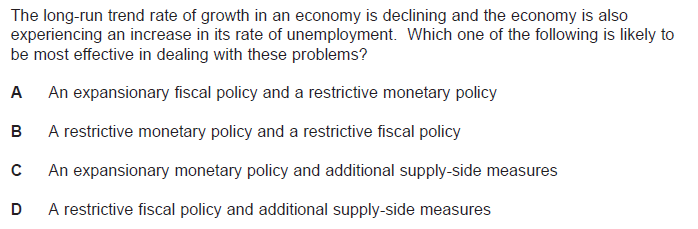 The long-run trend rate of growth in an economy is declining and the economy is also
experiencing an increase in its rate of unemployment. Which one of the following is likely to
be most effective in dealing with these problems?
A An expansionary fiscal policy and a restrictive monetary policy
B A restrictive monetary policy and a restrictive fiscal policy
C An expansionary monetary policy and additional supply-side measures
D A restrictive fiscal policy and additional supply-side measures